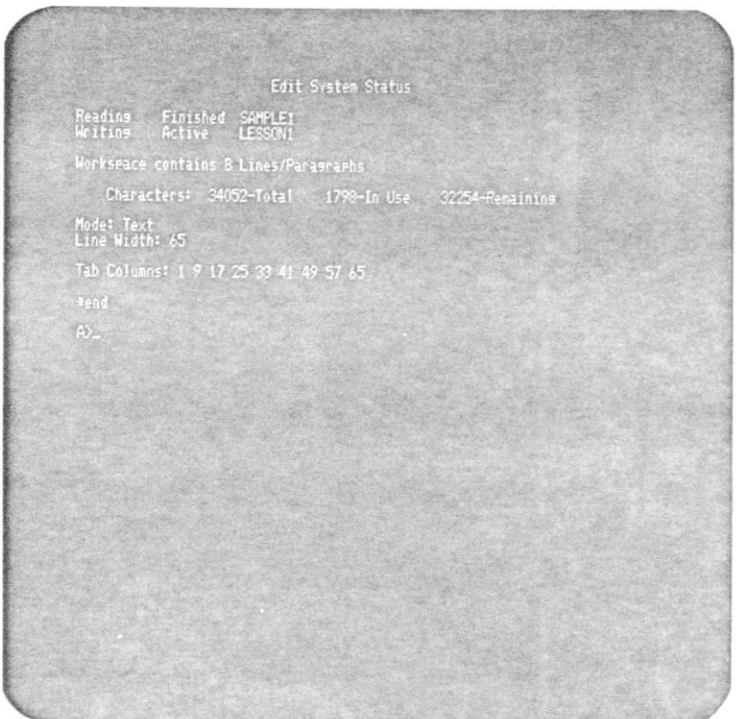 Edit System Status
Reading Finished SAMPLE1
Writing Active LESSON1
Workspace contains 8 Lines/Paragraphs
Characters: 34052-Total 1798-In Use 32254-Remaining
Mode: Text
Line Width: 65
Tab Columns: 1 9 17 25 33 41 49 57 65
*end
A>_